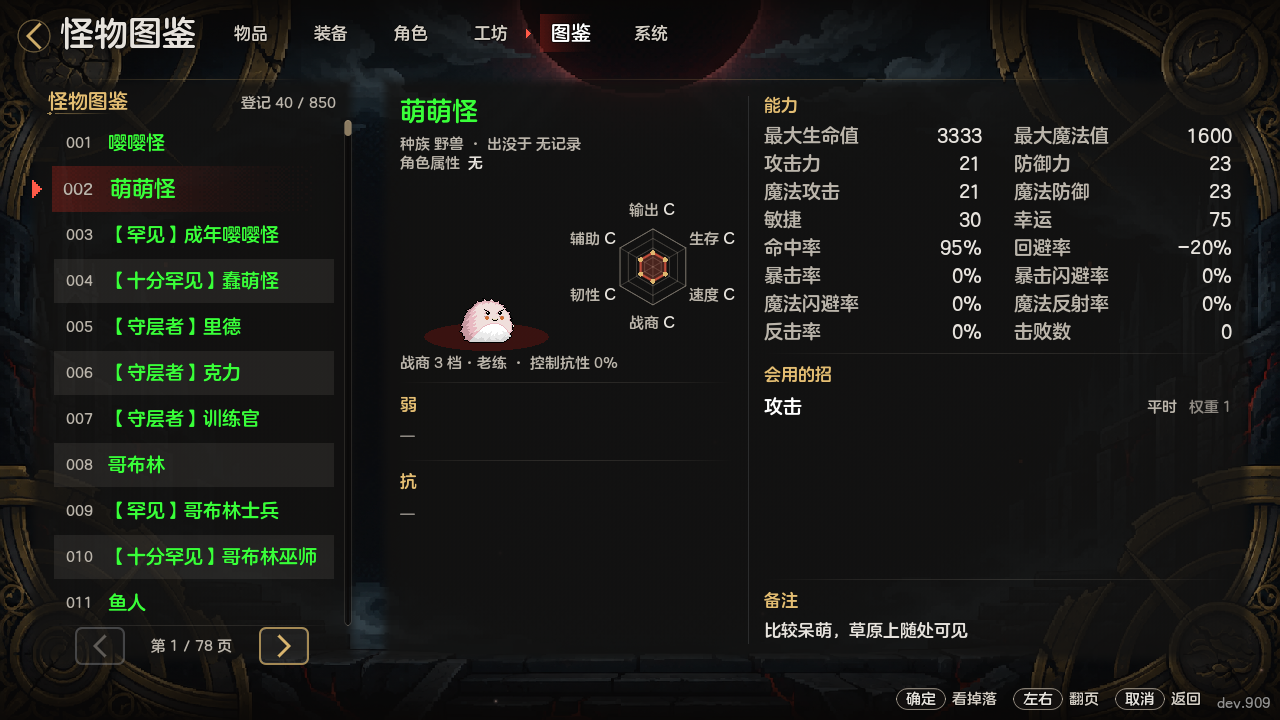 怪物图鉴 物品 装备 角色 工坊 图鉴 系统
怪物图鉴 登记 40 / 850
001 嘤嘤怪
002 萌萌怪
003 【罕见】成年嘤嘤怪
004 【十分罕见】蠢萌怪
005 【守层者】里德
006 【守层者】克力
007 【守层者】训练官
008 哥布林
009 【罕见】哥布林士兵
010 【十分罕见】哥布林巫师
011 鱼人
第 1 / 78 页
萌萌怪
种族 野兽 · 出没于 无记录
角色属性 无
输出 C
辅助 C 生存 C
韧性 C 速度 C
战商 C
战商 3 档 · 老练 · 控制抗性 0%
弱
—
抗
—
能力
最大生命值 3333 最大魔法值 1600
攻击力 21 防御力 23
魔法攻击 21 魔法防御 23
敏捷 30 幸运 75
命中率 95% 回避率 −20%
暴击率 0% 暴击闪避率 0%
魔法闪避率 0% 魔法反射率 0%
反击率 0% 击败数 0
会用的招
攻击 平时 权重 1
备注
比较呆萌，草原上随处可见
确定 看掉落 左右 翻页 取消 返回 dev.909